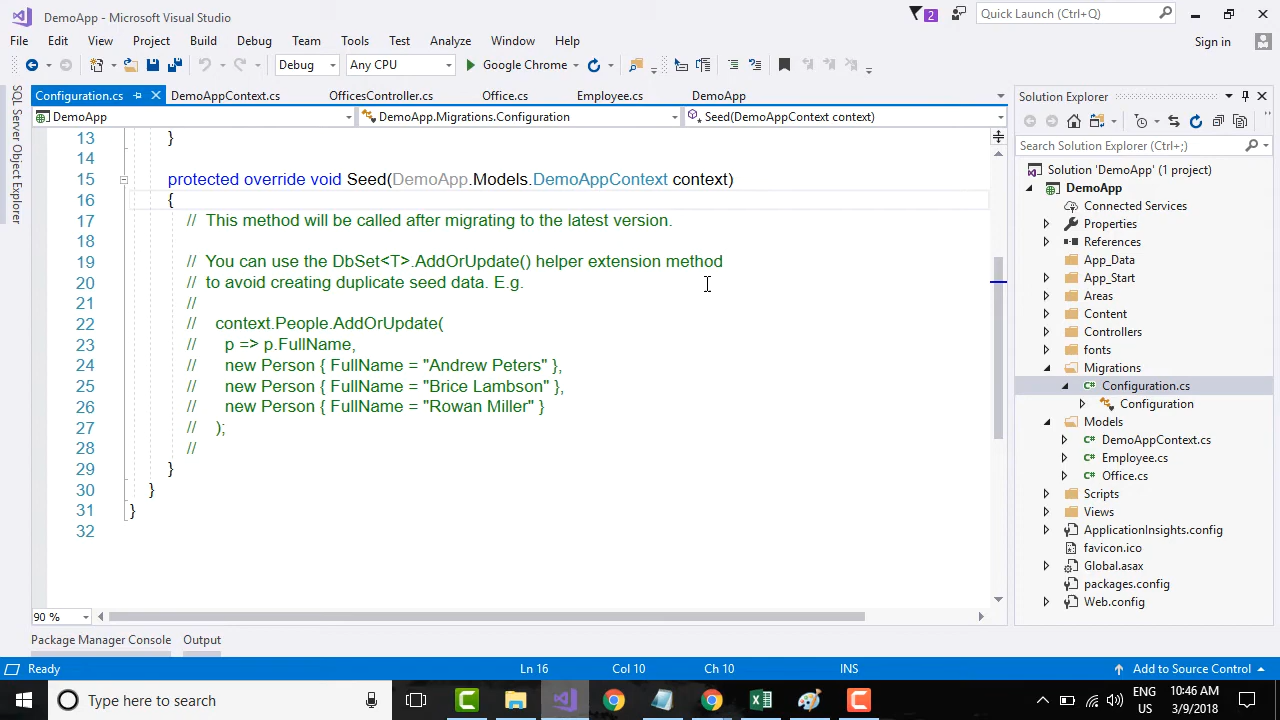 DemoApp - Microsoft Visual Studio
2
Quick Launch (Ctrl+Q)
File Edit View Project Build Debug Team Tools Test Analyze Window Help
Sign in
Debug Any CPU Google Chrome
SQL Server Object Explorer
Configuration.cs DemoAppContext.cs OfficesController.cs Office.cs Employee.cs DemoApp
DemoApp DemoApp.Migrations.Configuration Seed(DemoAppContext context)
13 }
14
15 protected override void Seed(DemoApp.Models.DemoAppContext context)
16 {
17 // This method will be called after migrating to the latest version.
18
19 // You can use the DbSet<T>.AddOrUpdate() helper extension method
20 // to avoid creating duplicate seed data. E.g.
21 //
22 // context.People.AddOrUpdate(
23 // p => p.FullName,
24 // new Person { FullName = "Andrew Peters" },
25 // new Person { FullName = "Brice Lambson" },
26 // new Person { FullName = "Rowan Miller" }
27 // );
28 //
29 }
30 }
31 }
32
90 %
Solution Explorer
Search Solution Explorer (Ctrl+;)
Solution 'DemoApp' (1 project)
DemoApp
Connected Services
Properties
References
App_Data
App_Start
Areas
Content
Controllers
fonts
Migrations
C# Configuration.cs
Configuration
Models
C# DemoAppContext.cs
C# Employee.cs
C# Office.cs
Scripts
Views
ApplicationInsights.config
favicon.ico
Global.asax
packages.config
Web.config
Package Manager Console Output
Ready Ln 16 Col 10 Ch 10 INS Add to Source Control
Type here to search
ENG 10:46 AM
US 3/9/2018